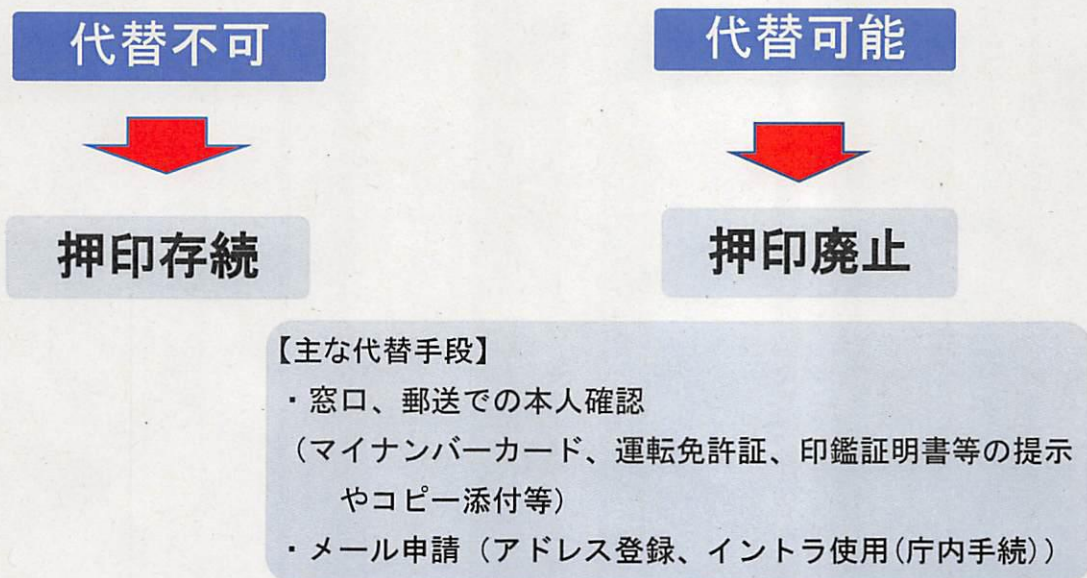 代替不可
代替可能
押印存続
押印廃止
【主な代替手段】
・窓口、郵送での本人確認
（マイナンバーカード、運転免許証、印鑑証明書等の提示
やコピー添付等）
・メール申請（アドレス登録、イントラ使用(庁内手続)）